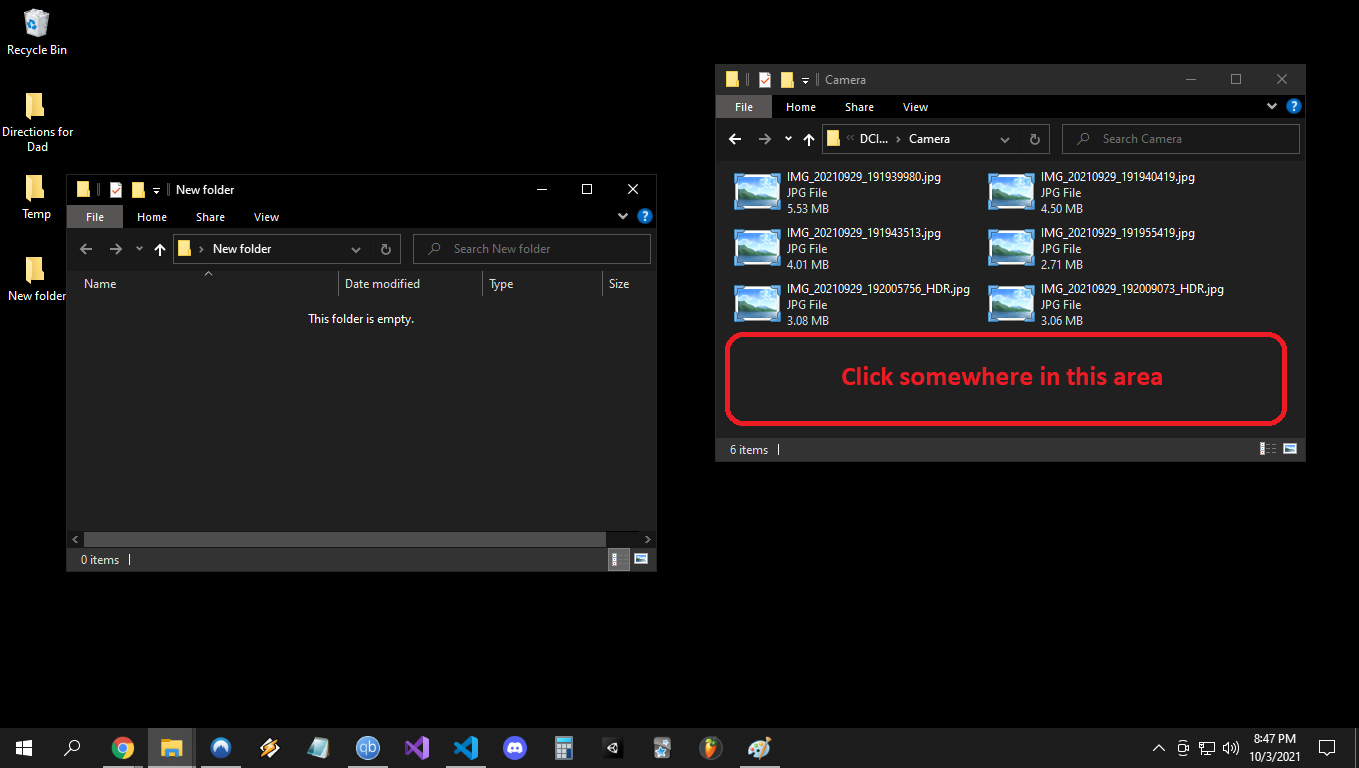 Recycle Bin
Directions for
Dad
Temp
New folder
New folder
File
Home
Share
View
New folder
Search New folder
Name
Date modified
Type
Size
This folder is empty.
0 items
Camera
File
Home
Share
View
DCI...
Camera
Search Camera
IMG_20210929_191939980.jpg
JPG File
5.53 MB
IMG_20210929_191940419.jpg
JPG File
4.50 MB
IMG_20210929_191943513.jpg
JPG File
4.01 MB
IMG_20210929_191955419.jpg
JPG File
2.71 MB
IMG_20210929_192005756_HDR.jpg
JPG File
3.08 MB
IMG_20210929_192009073_HDR.jpg
JPG File
3.06 MB
Click somewhere in this area
6 items
qb
8:47 PM
10/3/2021